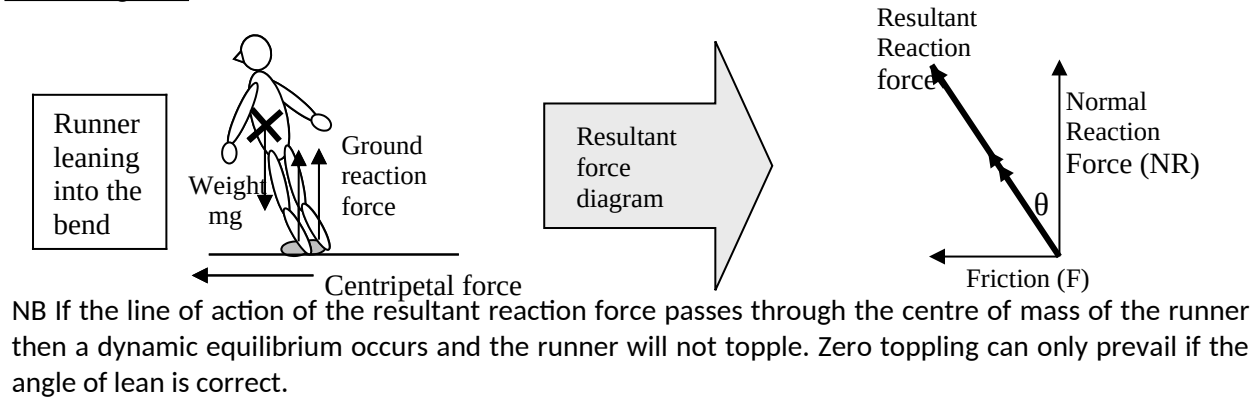 Runner
leaning
into the
bend
Weight
mg
Ground
reaction
force
Centripetal force
Resultant
force
diagram
Resultant
Reaction
force
Normal
Reaction
Force (NR)
θ
Friction (F)
NB If the line of action of the resultant reaction force passes through the centre of mass of the runner
then a dynamic equilibrium occurs and the runner will not topple. Zero toppling can only prevail if the
angle of lean is correct.